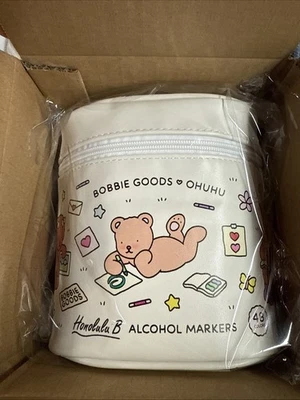 BOBBIE GOODS ♥ OHUHU
BOBBIE
GOODS
Honolulu B ALCOHOL MARKERS
48